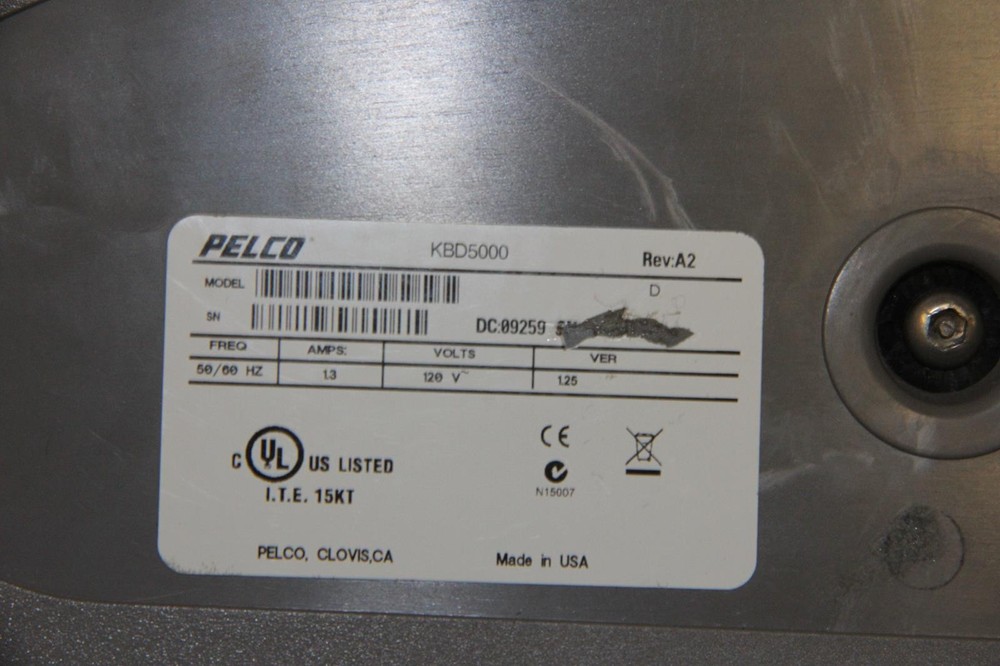 PELCO KBD5000 Rev:A2
MODEL D
SN DC:09259
FREQ AMPS: VOLTS VER
50/60 HZ 1.3 120 V~ 1.25
C UL US LISTED
I.T.E. 15KT
CE
N15007
PELCO, CLOVIS,CA Made in USA